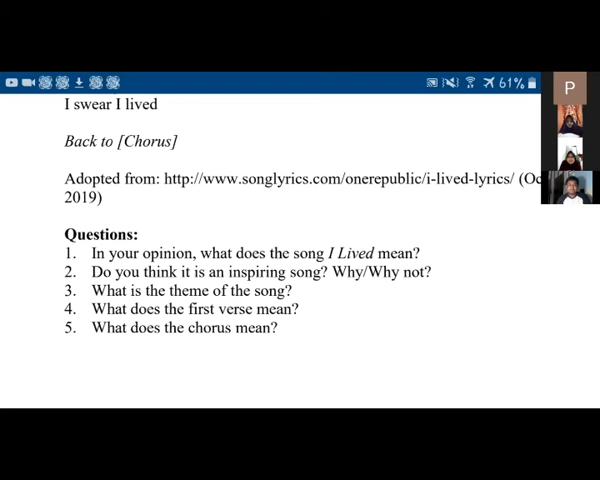 61%
P
I swear I lived
Back to [Chorus]
Adopted from: http://www.songlyrics.com/onerepublic/i-lived-lyrics/ (Oc
2019)
Questions:
1. In your opinion, what does the song I Lived mean?
2. Do you think it is an inspiring song? Why/Why not?
3. What is the theme of the song?
4. What does the first verse mean?
5. What does the chorus mean?